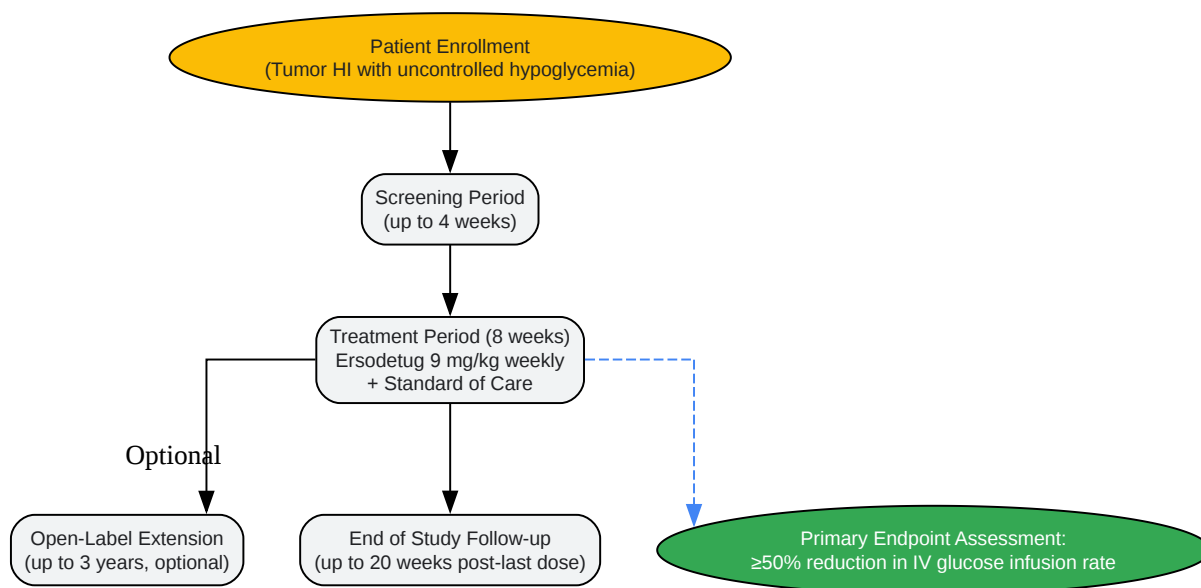 Patient Enrollment
(Tumor HI with uncontrolled hypoglycemia)
Screening Period
(up to 4 weeks)
Treatment Period (8 weeks)
Ersodetug 9 mg/kg weekly
+ Standard of Care
Optional
Open-Label Extension
(up to 3 years, optional)
End of Study Follow-up
(up to 20 weeks post-last dose)
Primary Endpoint Assessment:
≥50% reduction in IV glucose infusion rate